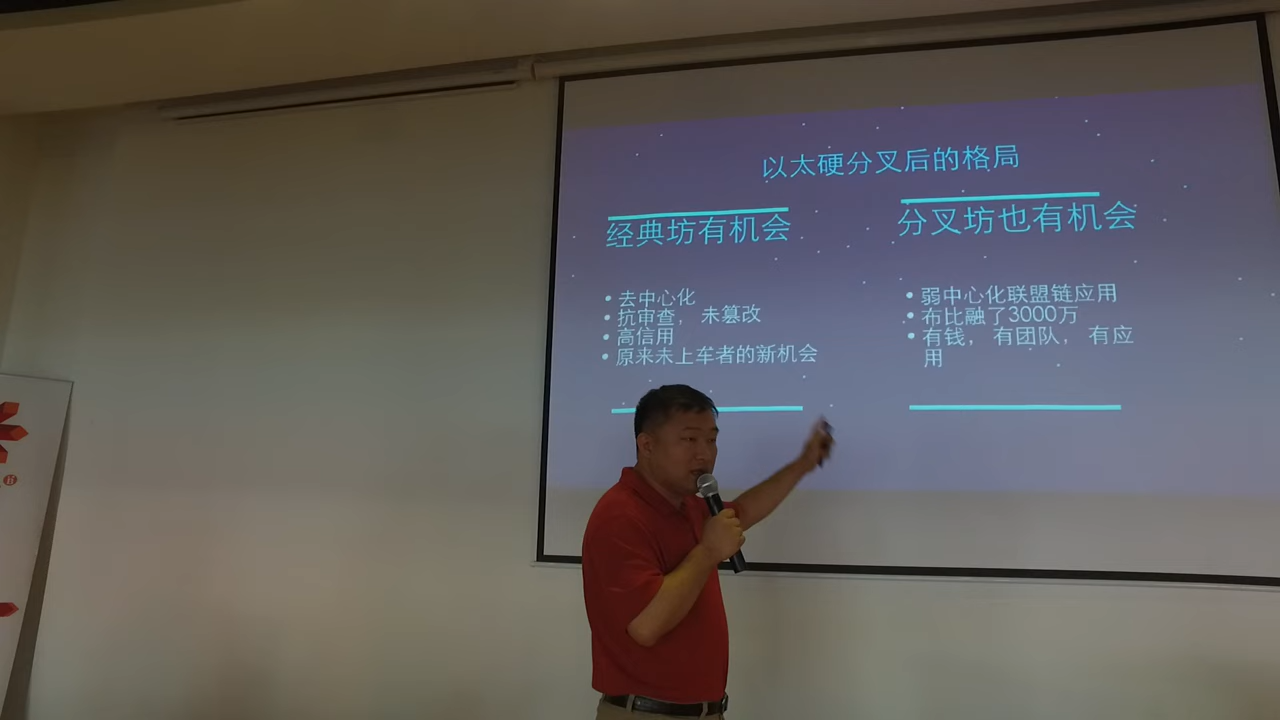 以太硬分叉后的格局
经典坊有机会
• 去中心化
• 抗审查， 未篡改
• 高信用
• 原来未上车者的新机会
分叉坊也有机会
• 弱中心化联盟链应用
• 布比融了3000万
• 有钱， 有团队， 有应
用